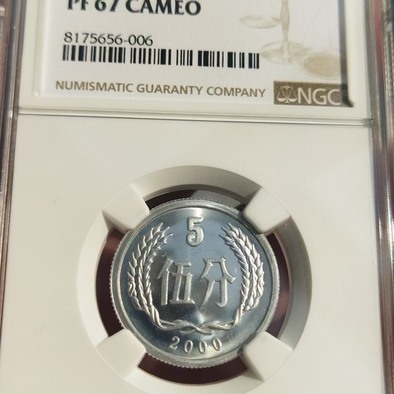 PF 67 CAMEO
8175656-006
NUMISMATIC GUARANTY COMPANY NGC
5
伍分
2000